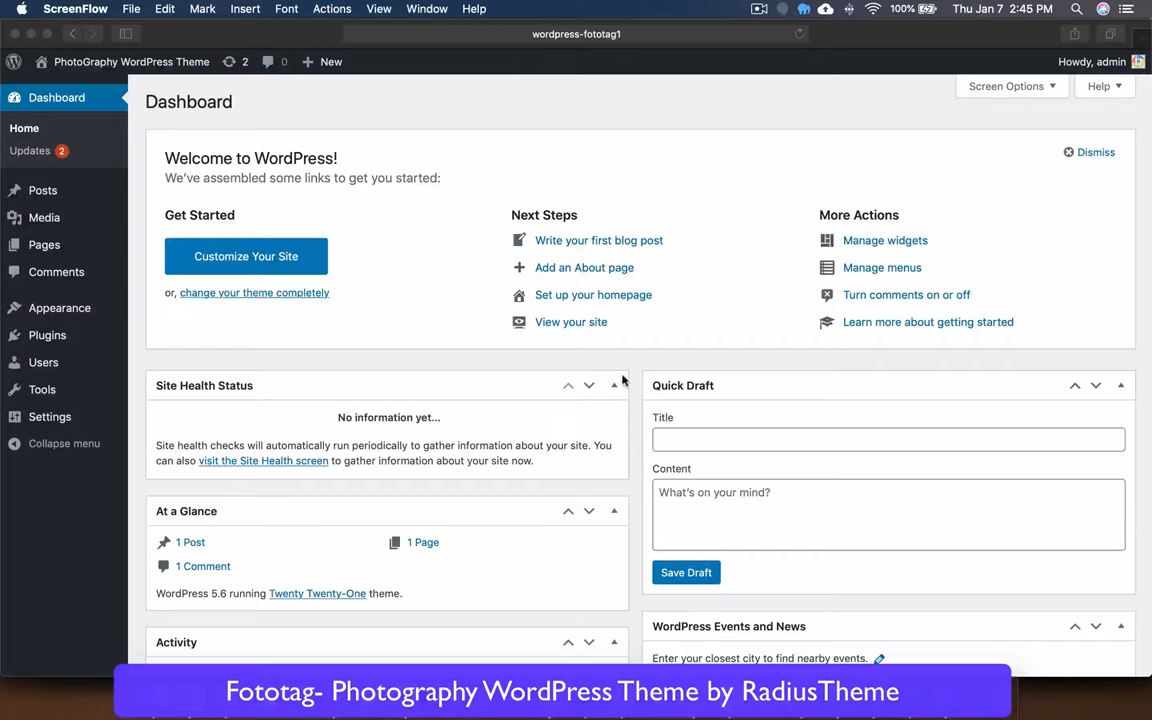 ScreenFlow File Edit Mark Insert Font Actions View Window Help 100% Thu Jan 7 2:45 PM
wordpress-fototag1
PhotoGraphy WordPress Theme 2 0 New Howdy, admin
Dashboard
Home
Updates 2
Posts
Media
Pages
Comments
Appearance
Plugins
Users
Tools
Settings
Collapse menu
Screen Options Help
Dashboard
Welcome to WordPress!
Dismiss
We've assembled some links to get you started:
Get Started
Customize Your Site
or, change your theme completely
Next Steps
Write your first blog post
Add an About page
Set up your homepage
View your site
More Actions
Manage widgets
Manage menus
Turn comments on or off
Learn more about getting started
Site Health Status
No information yet...
Site health checks will automatically run periodically to gather information about your site. You
can also visit the Site Health screen to gather information about your site now.
At a Glance
1 Post 1 Page
1 Comment
WordPress 5.6 running Twenty Twenty-One theme.
Activity
Quick Draft
Title
Content
What's on your mind?
Save Draft
WordPress Events and News
Enter your closest city to find nearby events.
Fototag- Photography WordPress Theme by RadiusTheme